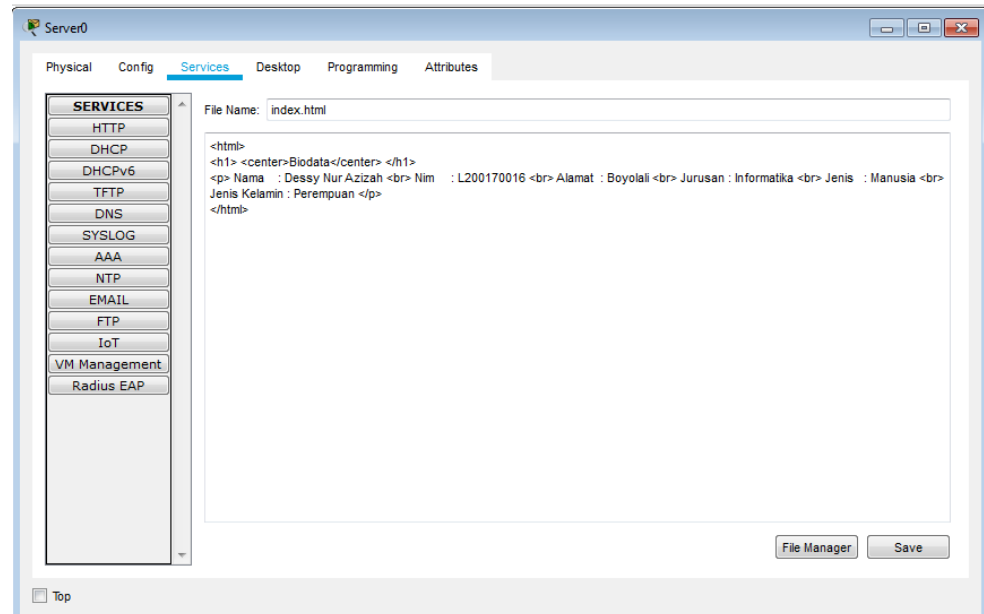 Server0
Physical Config Services Desktop Programming Attributes
SERVICES
HTTP
DHCP
DHCPv6
TFTP
DNS
SYSLOG
AAA
NTP
EMAIL
FTP
IoT
VM Management
Radius EAP
File Name: index.html
<html>
<h1> <center>Biodata</center> </h1>
<p> Nama : Dessy Nur Azizah <br> Nim : L200170016 <br> Alamat : Boyolali <br> Jurusan : Informatika <br> Jenis : Manusia <br>
Jenis Kelamin : Perempuan </p>
</html>
File Manager Save
Top